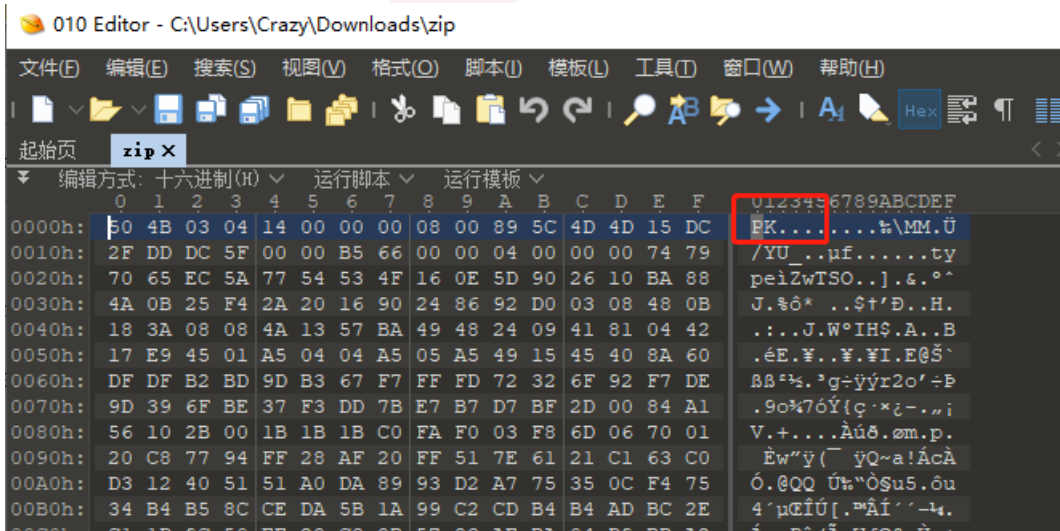 010 Editor - C:\Users\Crazy\Downloads\zip
文件(F) 编辑(E) 搜索(S) 视图(V) 格式(O) 脚本(I) 模板(L) 工具(T) 窗口(W) 帮助(H)
Hex
起始页 zip ×
编辑方式: 十六进制(H) 运行脚本 运行模板
0 1 2 3 4 5 6 7 8 9 A B C D E F 0123456789ABCDEF
0000h: 50 4B 03 04 14 00 00 00 08 00 89 5C 4D 4D 15 DC PK........‰\MM.Ü
0010h: 2F DD DC 5F 00 00 B5 66 00 00 04 00 00 00 74 79 /ÝÜ_..µf......ty
0020h: 70 65 EC 5A 77 54 53 4F 16 0E 5D 90 26 10 BA 88 peìZwTSO..].&.ºˆ
0030h: 4A 0B 25 F4 2A 20 16 90 24 86 92 D0 03 08 48 0B J.%ô* ..$†’Ð..H.
0040h: 18 3A 08 08 4A 13 57 BA 49 48 24 09 41 81 04 42 .:..J.WºIH$.A..B
0050h: 17 E9 45 01 A5 04 04 A5 05 A5 49 15 45 40 8A 60 .éE.¥..¥.¥I.E@Š`
0060h: DF DF B2 BD 9D B3 67 F7 FF FD 72 32 6F 92 F7 DE ßß²½.³g÷ÿýr2o’÷Þ
0070h: 9D 39 6F BE 37 F3 DD 7B E7 B7 D7 BF 2D 00 84 A1 .9o¾7óÝ{ç·×¿-.„¡
0080h: 56 10 2B 00 1B 1B 1B C0 FA F0 03 F8 6D 06 70 01 V.+....Àúð.øm.p.
0090h: 20 C8 77 94 FF 28 AF 20 FF 51 7E 61 21 C1 63 C0 Èw”ÿ(¯ ÿQ~a!ÁcÀ
00A0h: D3 12 40 51 51 A0 DA 89 93 D2 A7 75 35 0C F4 75 Ó.@QQ Ú‰“Ò§u5.ôu
00B0h: 34 B4 B5 8C CE DA 5B 1A 99 C2 CD B4 B4 AD BC 2E 4´µŒÎÚ[.™ÂÍ´´-¼.